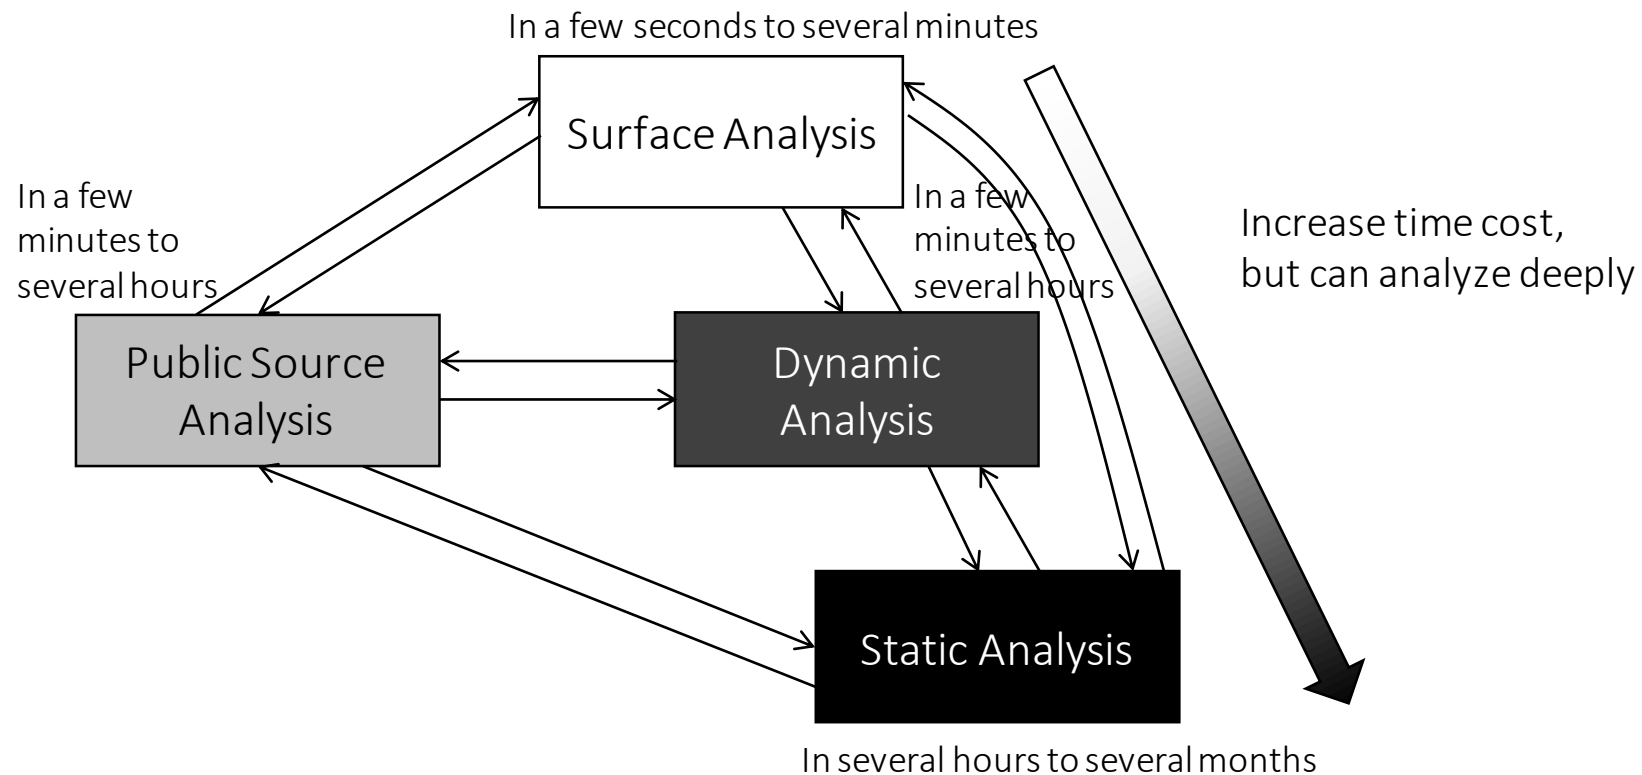 In a few seconds to several minutes
Surface Analysis
In a few
minutes to
several hours
In a few
minutes to
several hours
Increase time cost,
but can analyze deeply
Public Source
Analysis
Dynamic
Analysis
Static Analysis
In several hours to several months